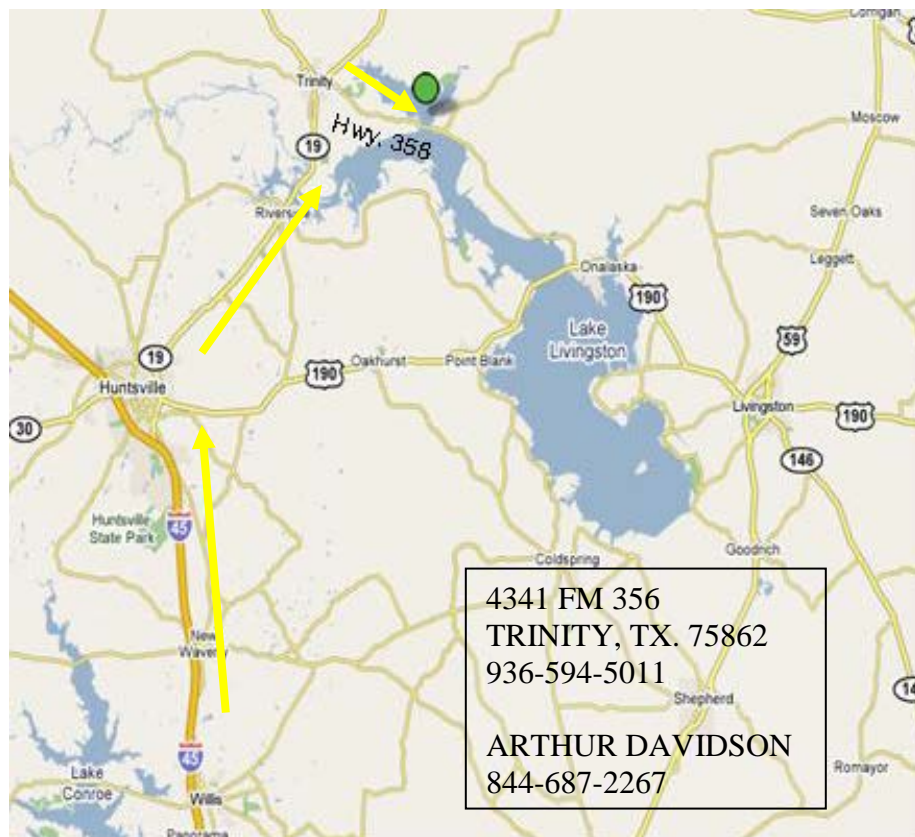 Corrigan
Trinity
Hwy. 358
19
Moscow
Riverside
Seven Oaks
Leggett
Onalaska
190
Lake
Livingston
59
19
Huntsville
190
Oakhurst
Point Blank
30
Livingston
190
146
Huntsville
State Park
45
Coldspring
Goodrich
4341 FM 356
TRINITY, TX. 75862
936-594-5011
ARTHUR DAVIDSON
844-687-2267
New
Waverly
Shepherd
45
Lake
Conroe
Willis
Romayor
Panorama